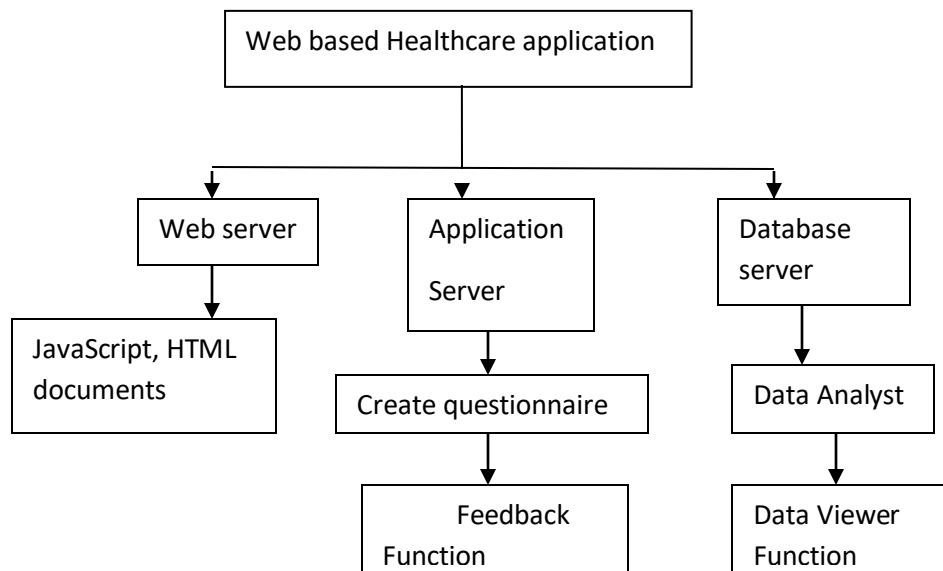 Web based Healthcare application
Web server
Application
Server
Database
server
JavaScript, HTML
documents
Create questionnaire
Data Analyst
Feedback
Function
Data Viewer
Function